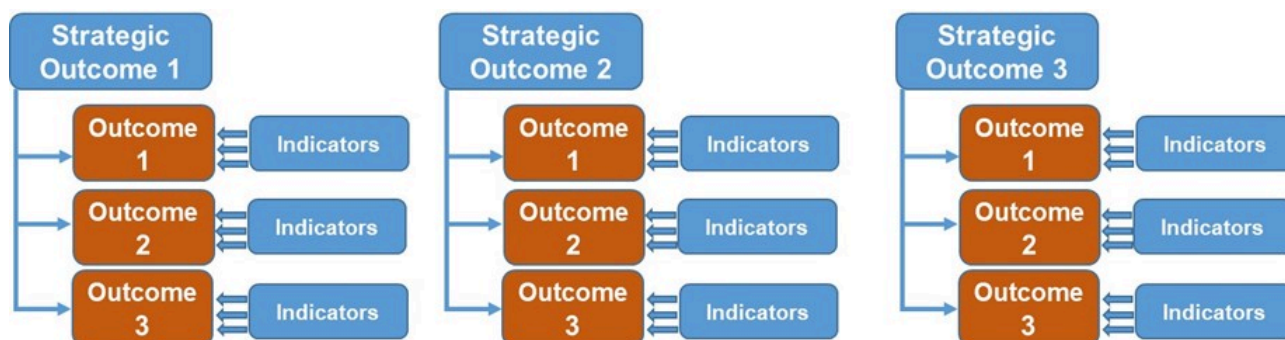 Strategic
Outcome 1
Outcome
1
Indicators
Outcome
2
Indicators
Outcome
3
Indicators
Strategic
Outcome 2
Outcome
1
Indicators
Outcome
2
Indicators
Outcome
3
Indicators
Strategic
Outcome 3
Outcome
1
Indicators
Outcome
2
Indicators
Outcome
3
Indicators